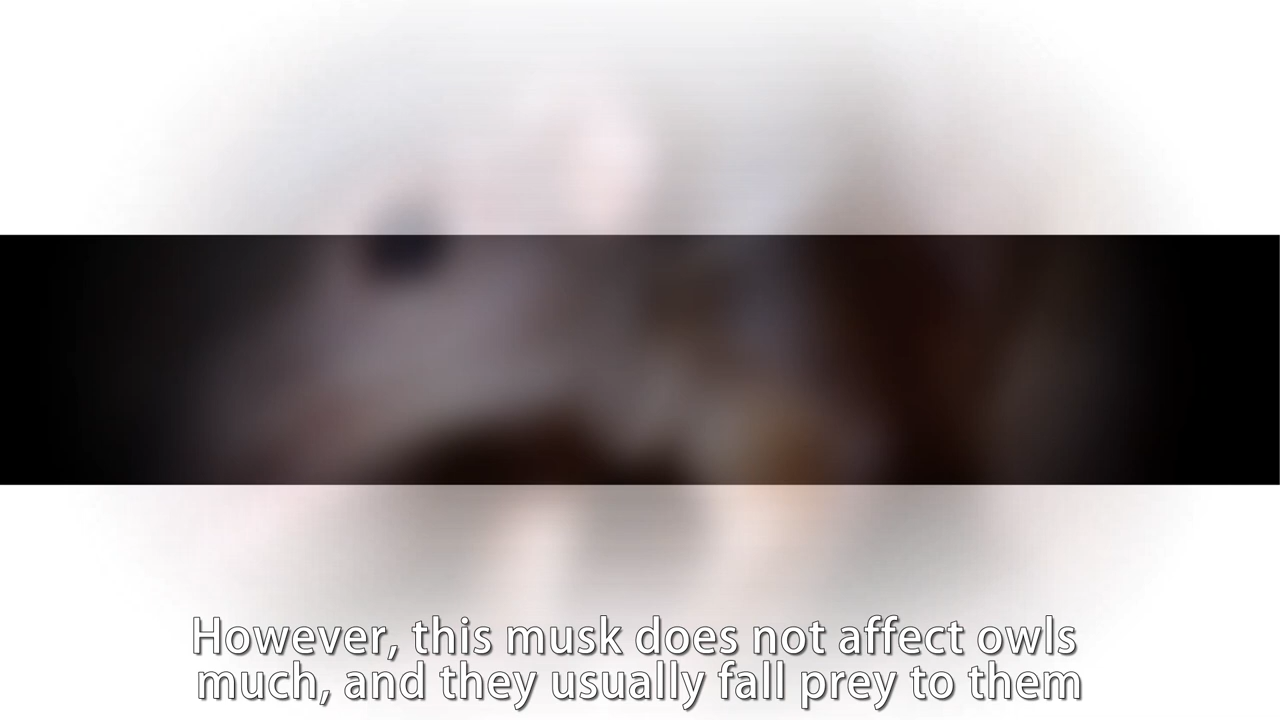 However, this musk does not affect owls
much, and they usually fall prey to them